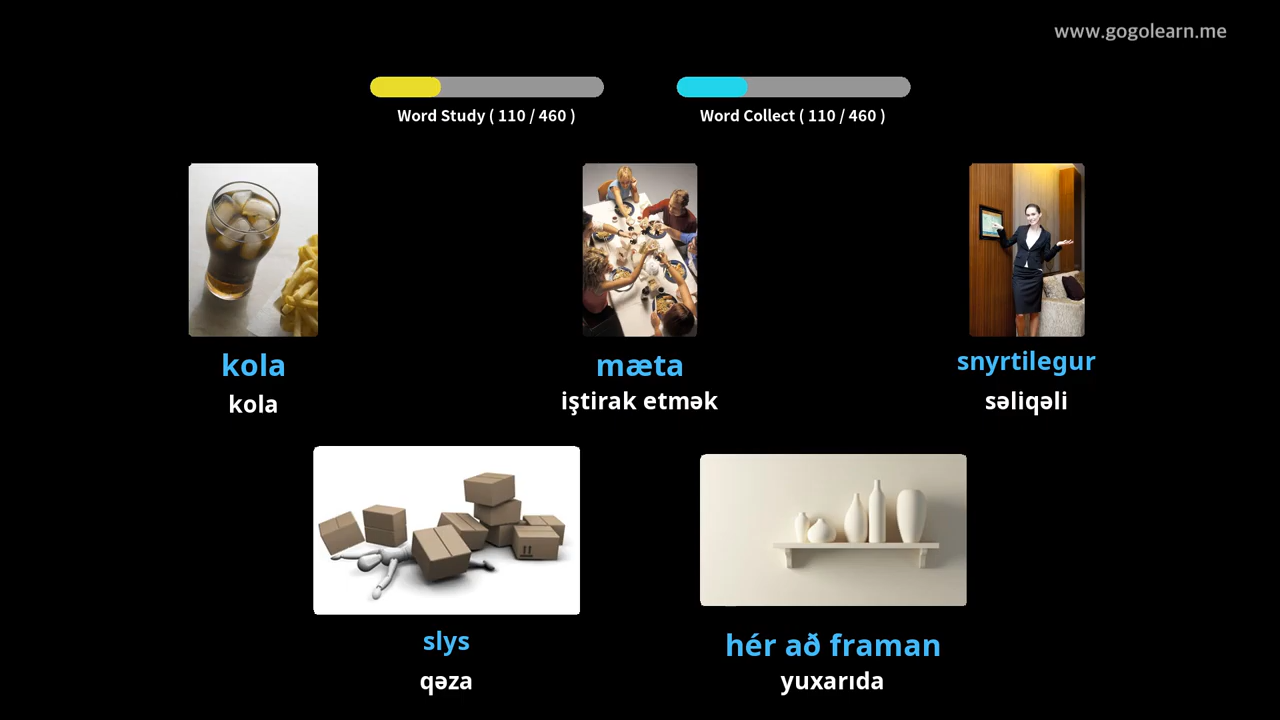 www.gogolearn.me
Word Study ( 110 / 460 )
Word Collect ( 110 / 460 )
kola
kola
mæta
iştirak etmək
snyrtilegur
səliqəli
slys
qəza
hér að framan
yuxarıda